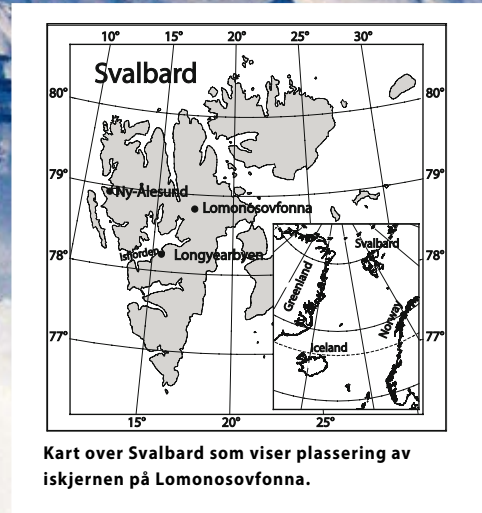 10° 15° 20° 25° 30°
Svalbard
80° 80°
79° 79°
Ny-Ålesund
Lomonosovfonna
78° Isfjorden Longyearbyen 78°
Svalbard
Greenland
Norway
77° 77°
Iceland
15° 20° 25°
Kart over Svalbard som viser plassering av
iskjernen på Lomonosovfonna.